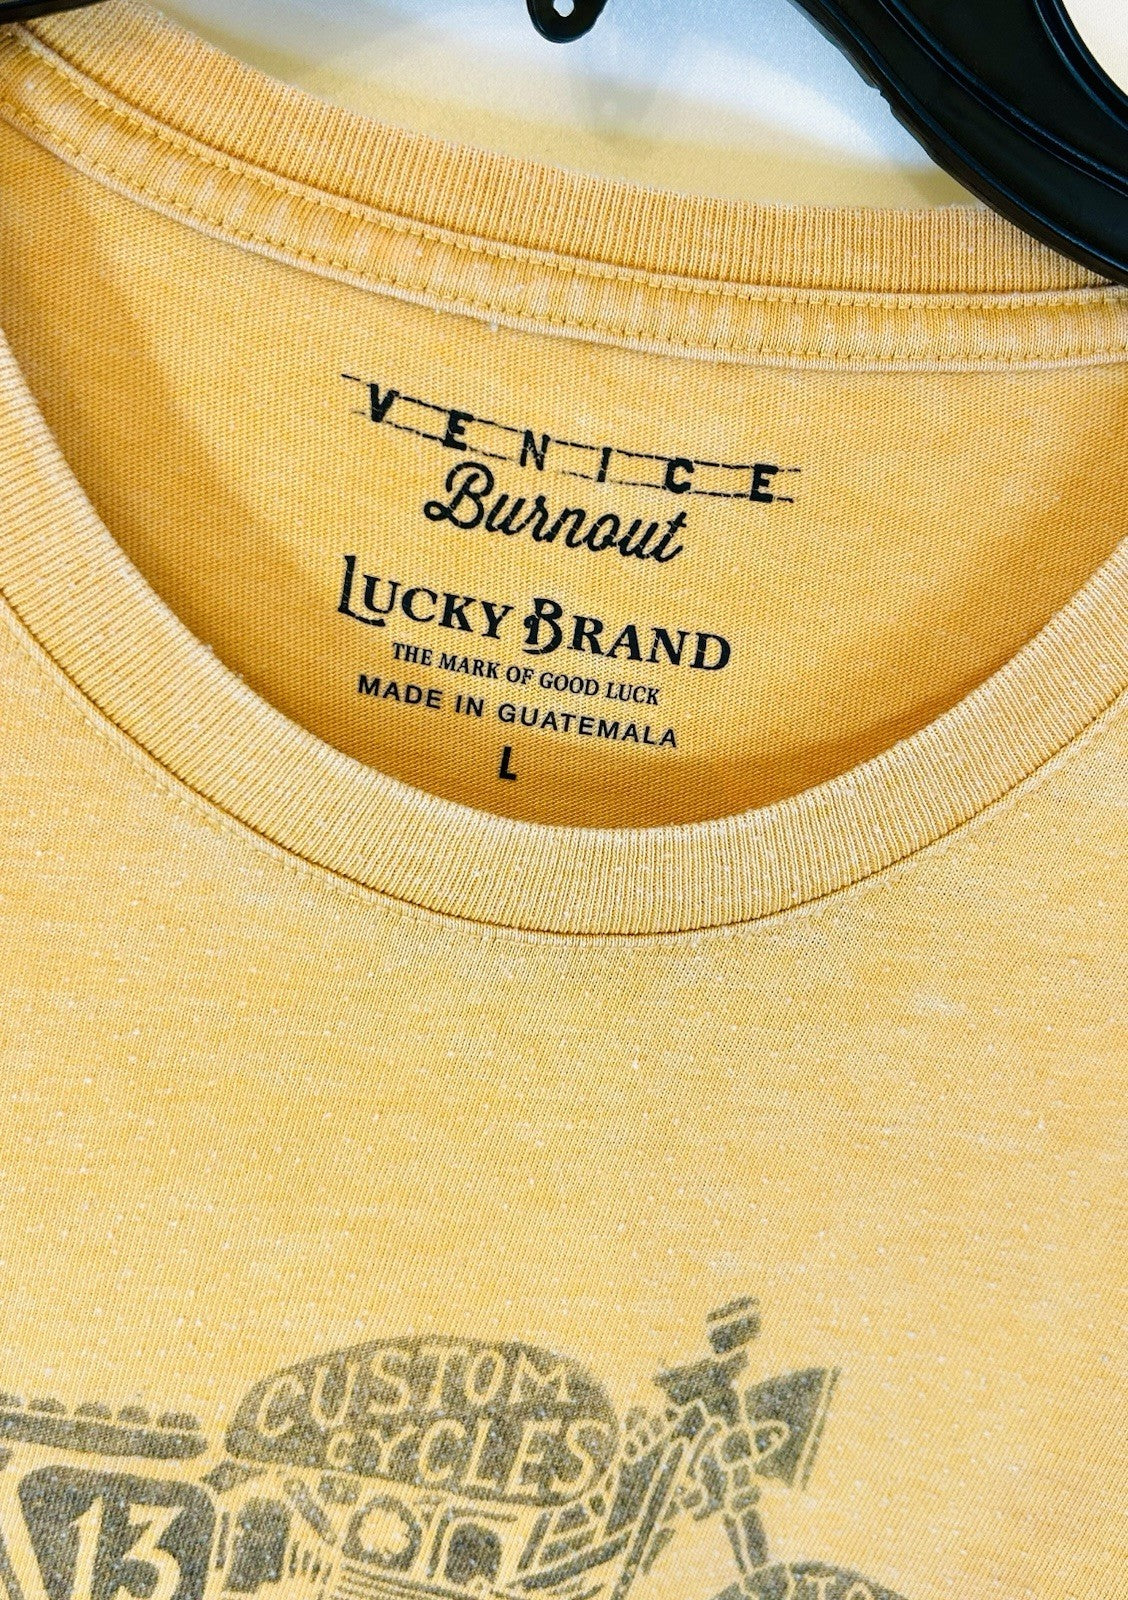 VENICE
Burnout
LUCKY BRAND
THE MARK OF GOOD LUCK
MADE IN GUATEMALA
L
CUSTOM
CYCLES
13